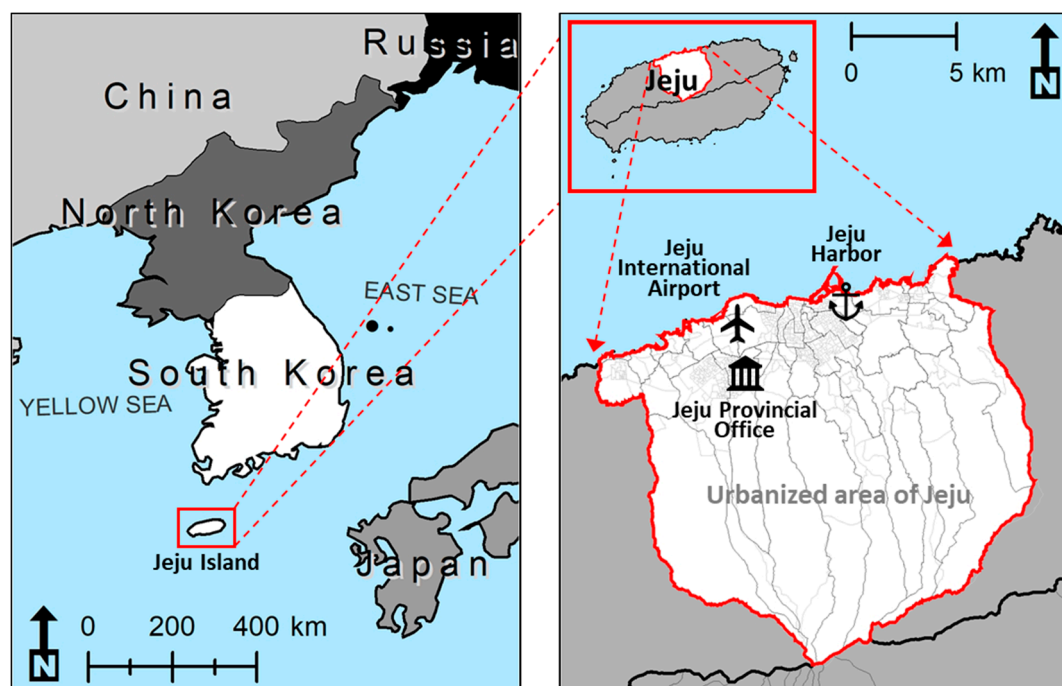 Russia
China
North Korea
EAST SEA
South Korea
YELLOW SEA
Jeju Island
Japan
0 200 400 km
N
Jeju
0 5 km
N
Jeju
International
Airport
Jeju
Harbor
Jeju Provincial
Office
Urbanized area of Jeju